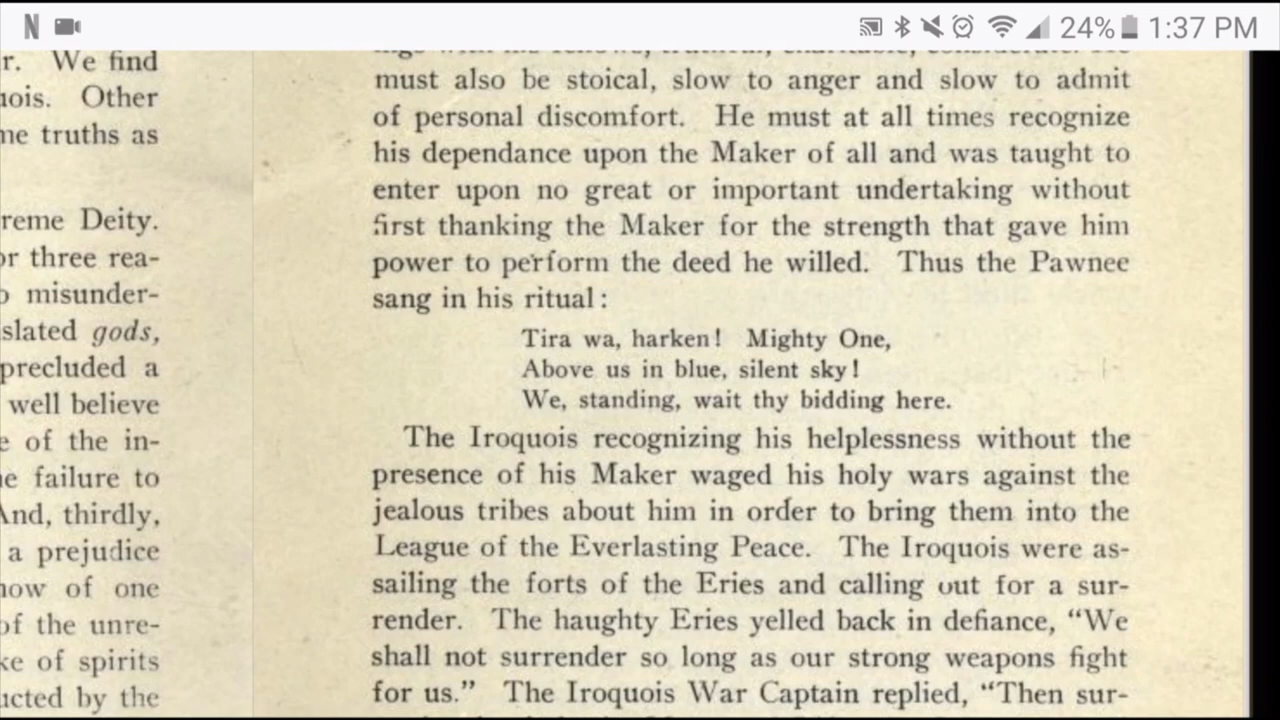 N 24% 1:37 PM
r. We find
uois. Other
me truths as
reme Deity.
or three rea-
o misunder-
slated gods,
precluded a
well believe
e of the in-
he failure to
And, thirdly,
a prejudice
now of one
of the unre-
ke of spirits
ucted by the
must also be stoical, slow to anger and slow to admit
of personal discomfort. He must at all times recognize
his dependance upon the Maker of all and was taught to
enter upon no great or important undertaking without
first thanking the Maker for the strength that gave him
power to perform the deed he willed. Thus the Pawnee
sang in his ritual:
Tira wa, harken! Mighty One,
Above us in blue, silent sky!
We, standing, wait thy bidding here.
The Iroquois recognizing his helplessness without the
presence of his Maker waged his holy wars against the
jealous tribes about him in order to bring them into the
League of the Everlasting Peace. The Iroquois were as-
sailing the forts of the Eries and calling out for a sur-
render. The haughty Eries yelled back in defiance, “We
shall not surrender so long as our strong weapons fight
for us.” The Iroquois War Captain replied, “Then sur-